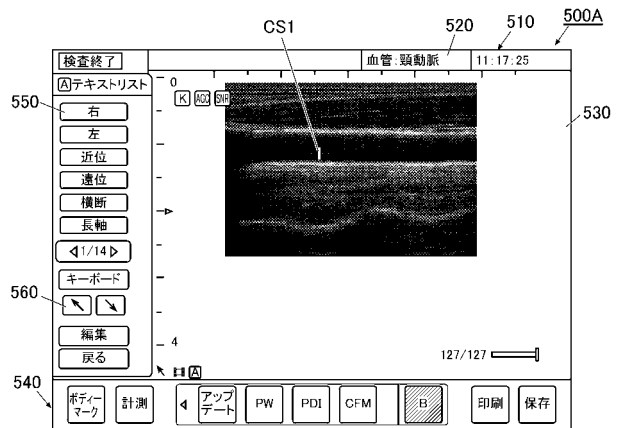 CS1
520
510
500A
検査終了
血管:頸動脈
11:17:25
Aテキストリスト
0
K AGC SNR
550
530
右
左
近位
遠位
横断
長軸
1/14
キーボード
560
編集
戻る
4
A
127/127
540
ボディー
マーク
計測
アップ
デート
PW
PDI
CFM
B
印刷
保存